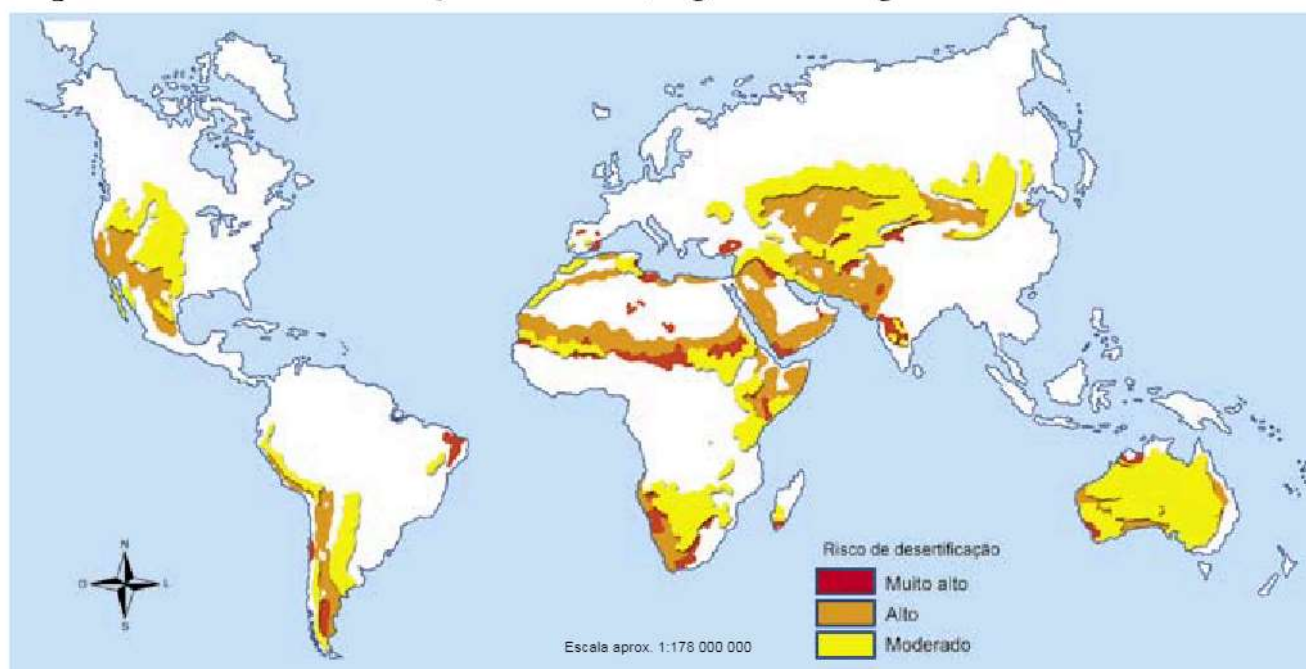 N
O
L
S
Risco de desertificação
Muito alto
Alto
Moderado
Escala aprox. 1:178 000 000